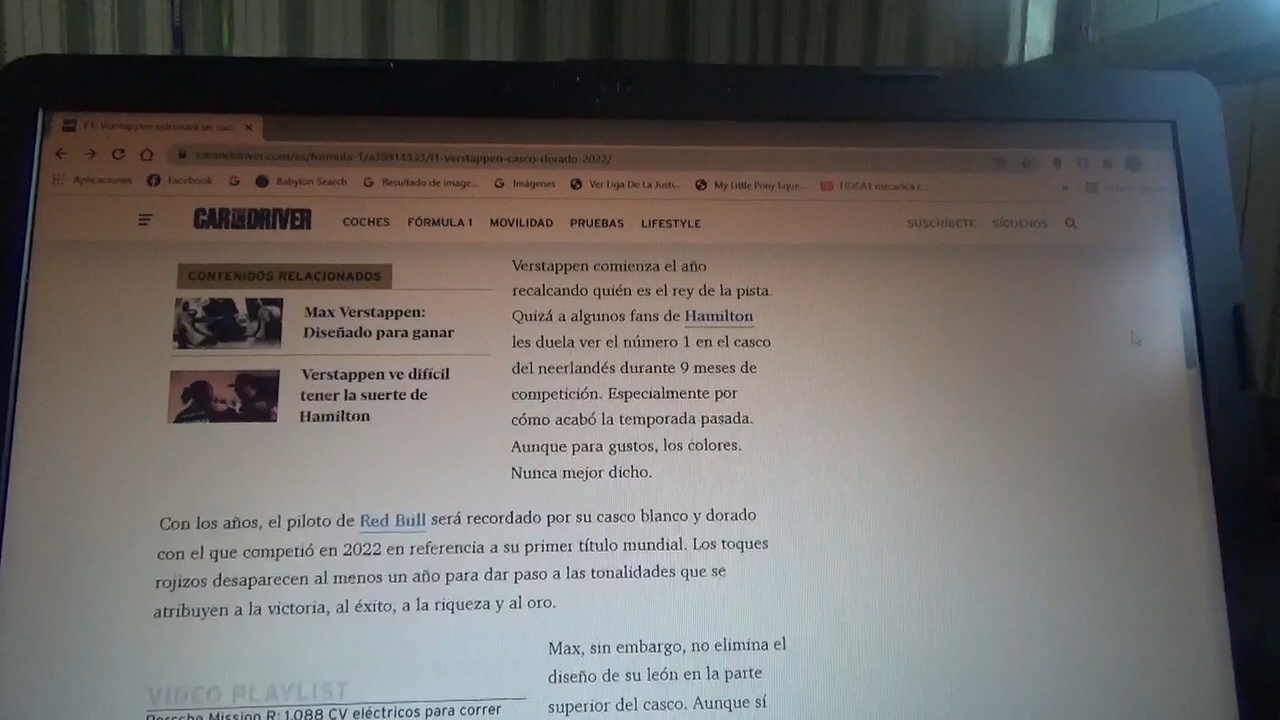 F1: Verstappen estrenará un cas
caranddriver.com/es/formula-1/a38914333/f1-verstappen-casco-dorado-2022/
Aplicaciones Facebook Babylon Search Resultado de image... Imágenes Ver Liga De La Justi... My Little Pony Eque... FISICA1 mecanica c...
CAR AND DRIVER COCHES FÓRMULA 1 MOVILIDAD PRUEBAS LIFESTYLE SUSCRÍBETE SÍGUENOS
CONTENIDOS RELACIONADOS
Max Verstappen:
Diseñado para ganar
Verstappen ve difícil
tener la suerte de
Hamilton
Verstappen comienza el año
recalcando quién es el rey de la pista.
Quizá a algunos fans de Hamilton
les duela ver el número 1 en el casco
del neerlandés durante 9 meses de
competición. Especialmente por
cómo acabó la temporada pasada.
Aunque para gustos, los colores.
Nunca mejor dicho.
Con los años, el piloto de Red Bull será recordado por su casco blanco y dorado
con el que competió en 2022 en referencia a su primer título mundial. Los toques
rojizos desaparecen al menos un año para dar paso a las tonalidades que se
atribuyen a la victoria, al éxito, a la riqueza y al oro.
VIDEO PLAYLIST
Porsche Mission R: 1.088 CV eléctricos para correr
Max, sin embargo, no elimina el
diseño de su león en la parte
superior del casco. Aunque sí